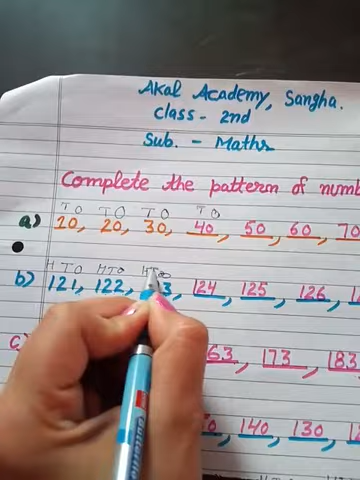 Akal Academy, Sangha.
Class - 2nd
Sub. - Maths
Complete the pattern of
T O T O T O T O
a) 10, 20, 30, 40, 50, 60, 70
H T O H T O H T O
b) 121, 122, 124, 125, 126,
c) 163, 173, 183
140, 130,